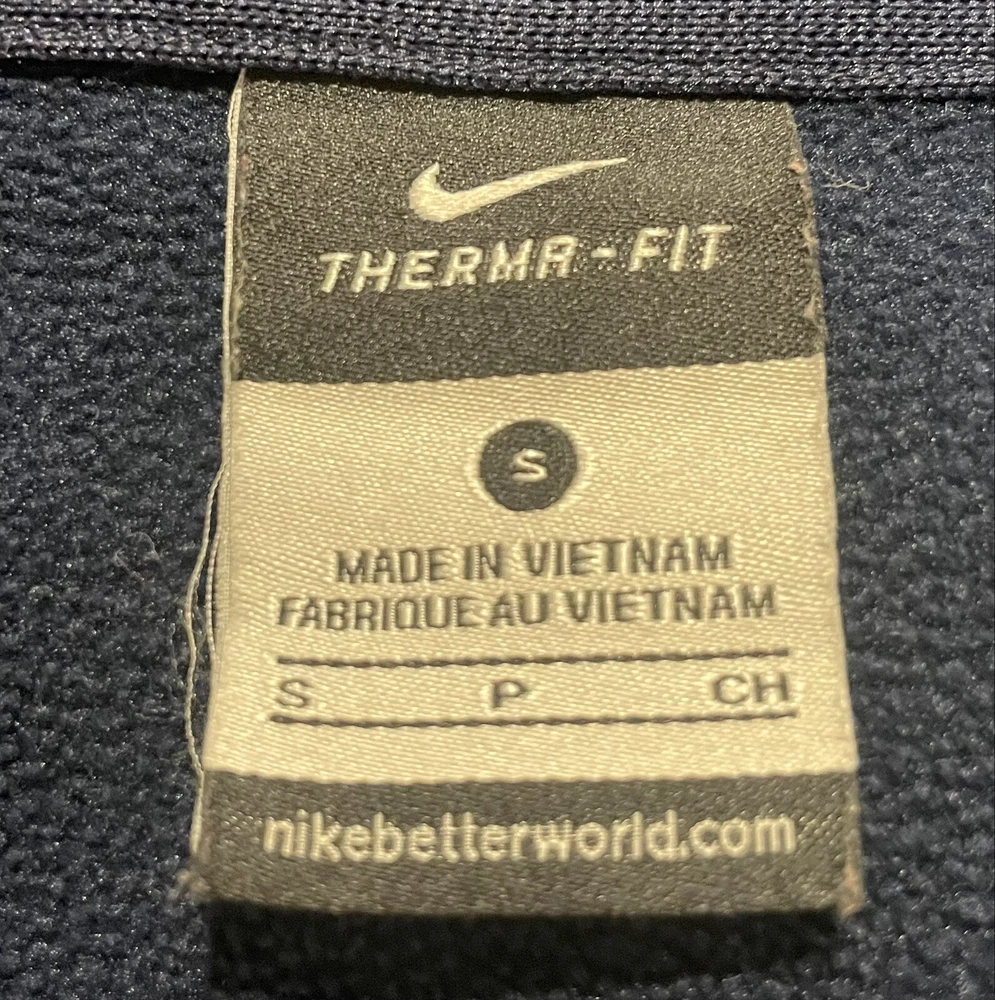 THERMA-FIT
S
MADE IN VIETNAM
FABRIQUE AU VIETNAM
S P CH
nikebetterworld.com